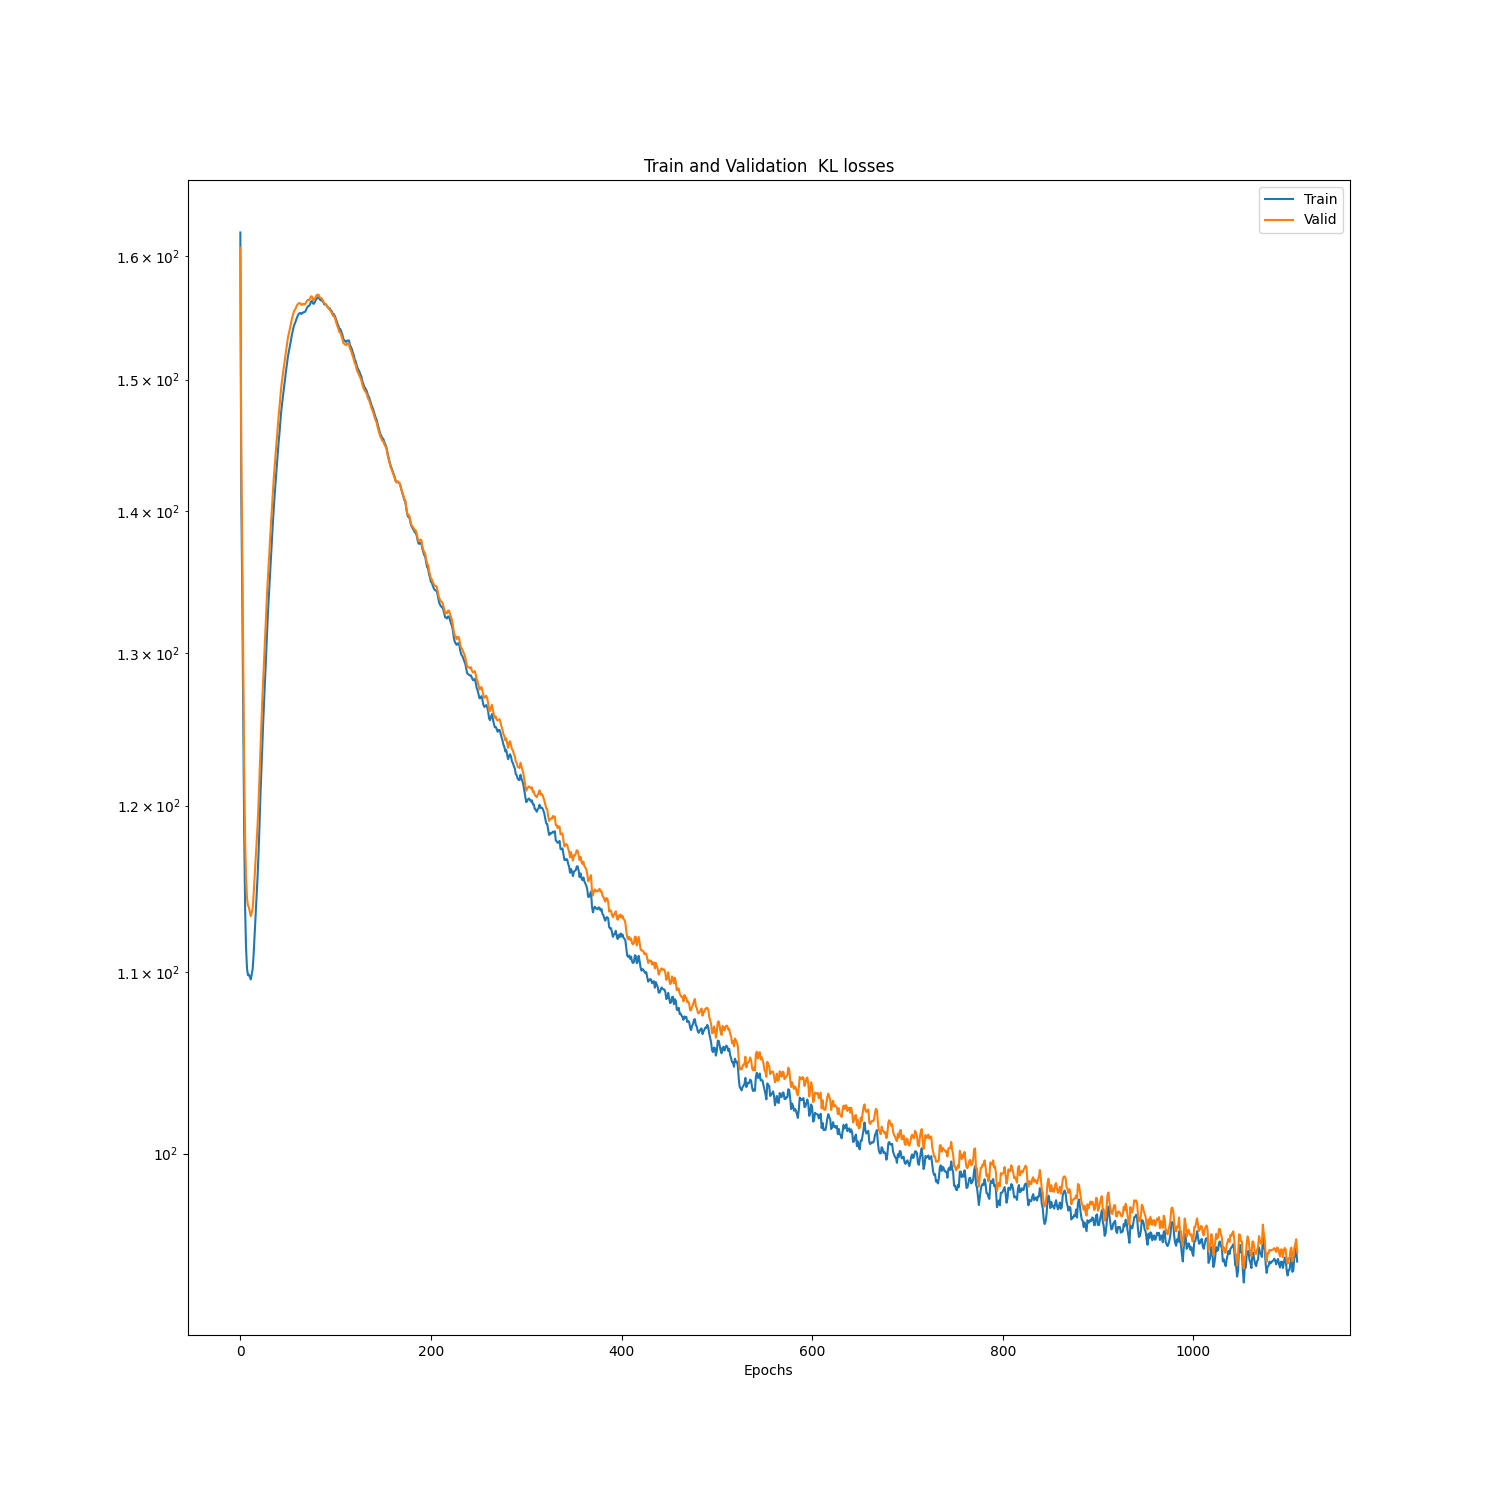 Train and Validation  KL losses
Train
Valid
1.6 × 10²
1.5 × 10²
1.4 × 10²
1.3 × 10²
1.2 × 10²
1.1 × 10²
10²
0 200 400 600 800 1000
Epochs